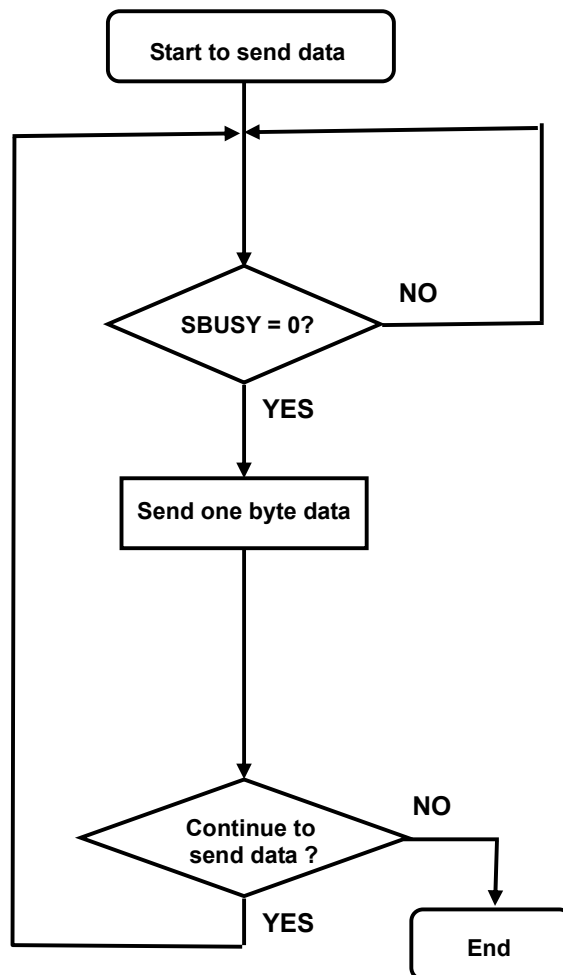 Start to send data
SBUSY = 0?
NO
YES
Send one byte data
Continue to
send data ?
NO
YES
End